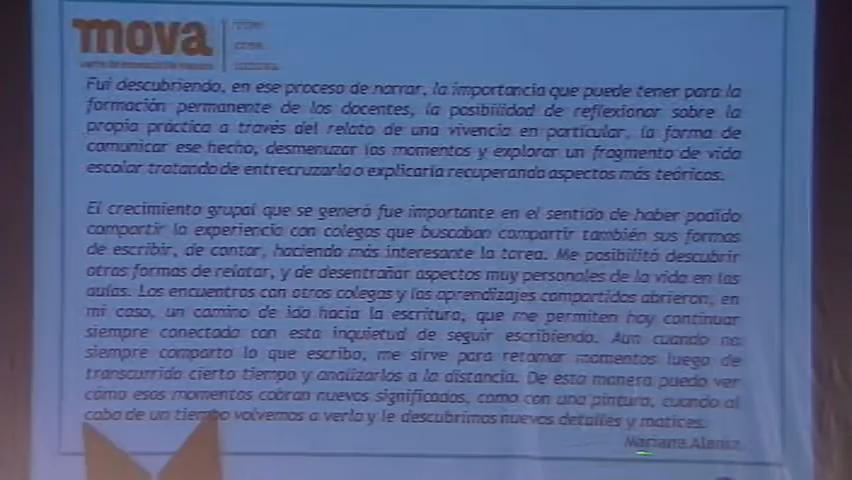 mova
Fui descubriendo, en ese proceso de narrar, la importancia que puede tener para la
formación permanente de los docentes, la posibilidad de reflexionar sobre la
propia práctica a través del relato de una vivencia en particular, la forma de
comunicar ese hecho, desmenuzar los momentos y explorar un fragmento de vida
escolar tratando de entrecruzarla o explicarla recuperando aspectos más teóricos.
El crecimiento grupal que se generó fue importante en el sentido de haber podido
compartir la experiencia con colegas que buscaban compartir también sus formas
de escribir, de contar, haciendo más interesante la tarea. Me posibilitó descubrir
otras formas de relatar, y de desentrañar aspectos muy personales de la vida en las
aulas. Los encuentros con otros colegas y los aprendizajes compartidos abrieron, en
mi caso, un camino de ida hacia la escritura, que me permiten hoy continuar
siempre conectada con esta inquietud de seguir escribiendo. Aun cuando no
siempre comparto lo que escribo, me sirve para retomar momentos luego de
transcurrido cierto tiempo y analizarlos a la distancia. De esta manera puedo ver
cómo esos momentos cobran nuevos significados, como con una pintura, cuando al
cabo de un tiempo volvemos a verla y le descubrimos nuevos detalles y matices.
Mariana